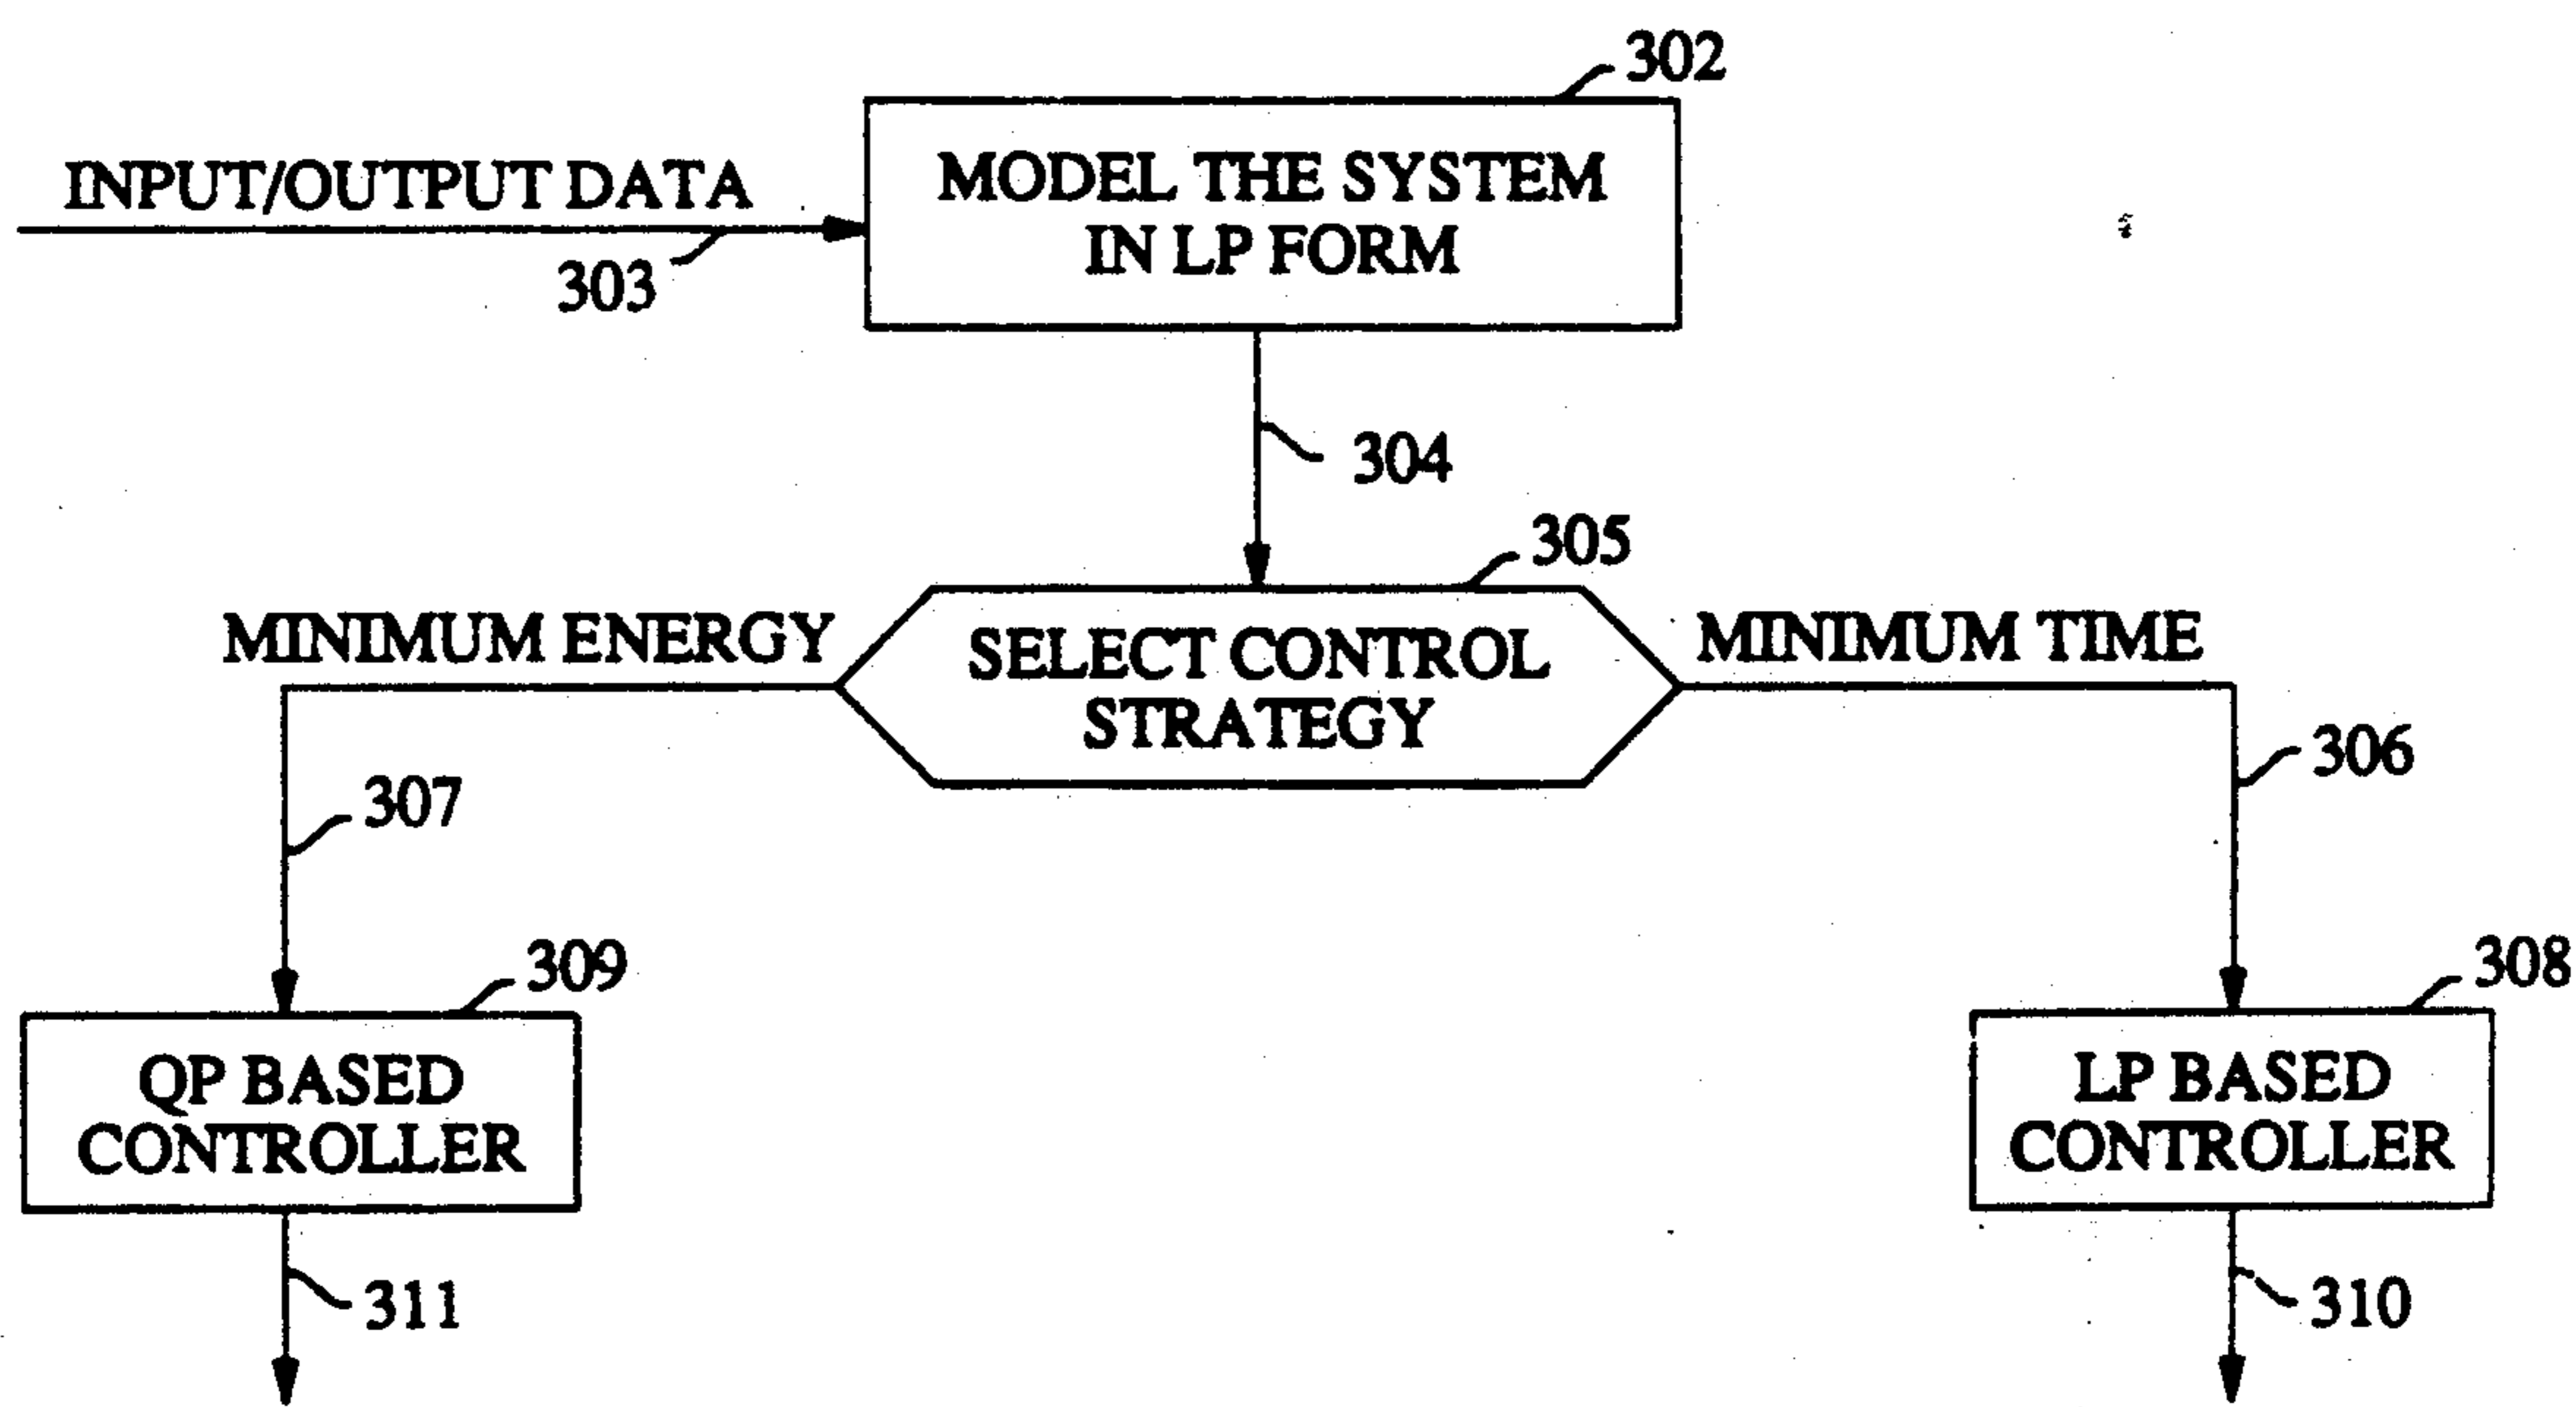 302
INPUT/OUTPUT DATA
303
MODEL THE SYSTEM
IN LP FORM
304
305
MINIMUM ENERGY
SELECT CONTROL
STRATEGY
MINIMUM TIME
307
306
309
308
QP BASED
CONTROLLER
LP BASED
CONTROLLER
311
310